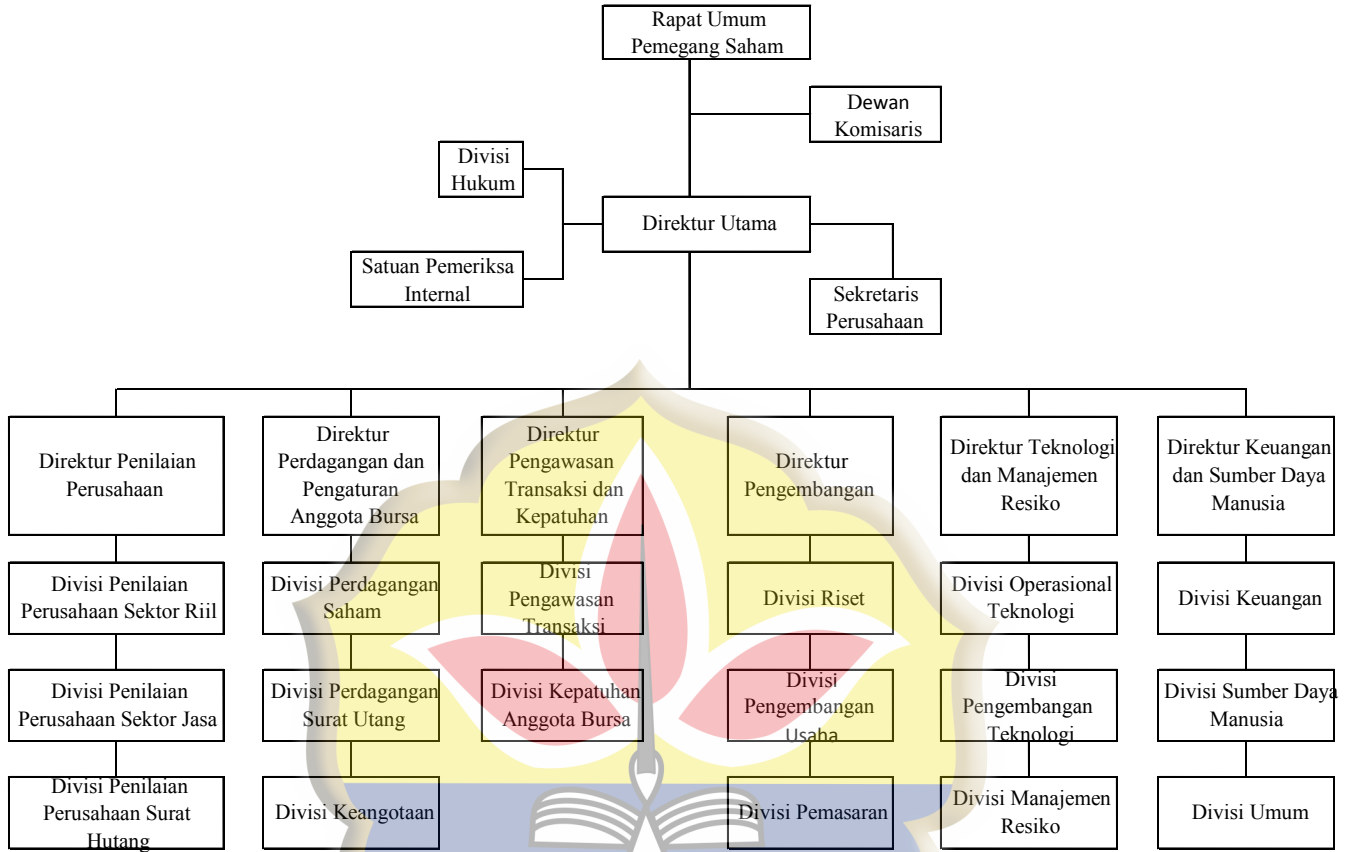 Rapat Umum
Pemegang Saham
Dewan
Komisaris
Divisi
Hukum
Direktur Utama
Satuan Pemeriksa
Internal
Sekretaris
Perusahaan
Direktur Penilaian
Perusahaan
Direktur
Perdagangan dan
Pengaturan
Anggota Bursa
Direktur
Pengawasan
Transaksi dan
Kepatuhan
Direktur
Pengembangan
Direktur Teknologi
dan Manajemen
Resiko
Direktur Keuangan
dan Sumber Daya
Manusia
Divisi Penilaian
Perusahaan Sektor Riil
Divisi Perdagangan
Saham
Divisi
Pengawasan
Transaksi
Divisi Riset
Divisi Operasional
Teknologi
Divisi Keuangan
Divisi Penilaian
Perusahaan Sektor Jasa
Divisi Perdagangan
Surat Utang
Divisi Kepatuhan
Anggota Bursa
Divisi
Pengembangan
Usaha
Divisi
Pengembangan
Teknologi
Divisi Sumber Daya
Manusia
Divisi Penilaian
Perusahaan Surat
Hutang
Divisi Keangotaan
Divisi Pemasaran
Divisi Manajemen
Resiko
Divisi Umum